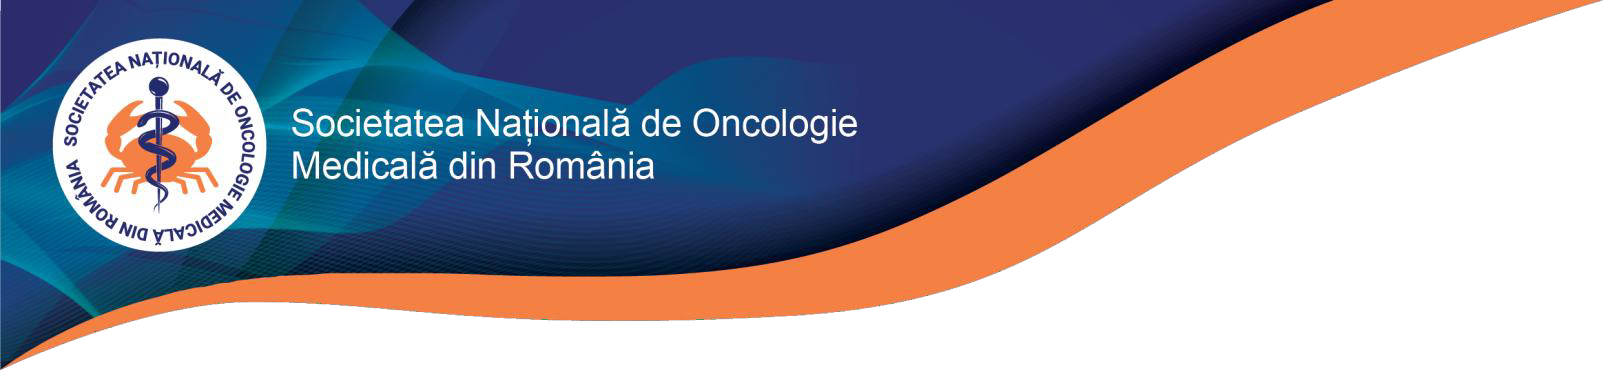 SOCIETATEA NAȚIONALĂ DE ONCOLOGIE MEDICALĂ DIN ROMÂNIA
Societatea Națională de Oncologie
Medicală din România